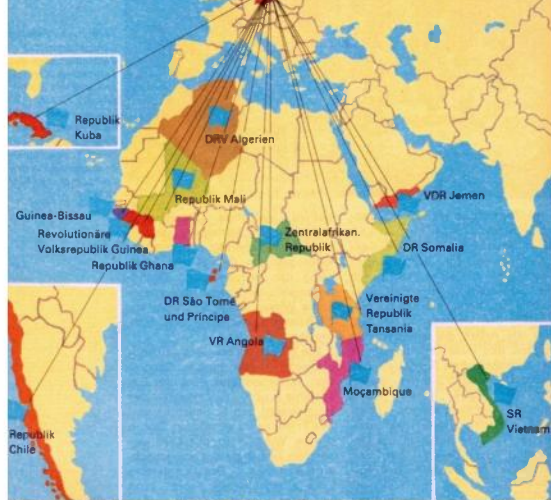 Republik
Kuba
DRV Algerien
Republik Mali
VDR Jemen
Guinea-Bissau
Revolutionäre
Volksrepublik Guinea
Zentralafrikan.
Republik
DR Somalia
Republik Ghana
DR São Tomé
und Príncipe
Vereinigte
Republik
Tansania
VR Angola
Moçambique
Republik
Chile
SR
Vietnam